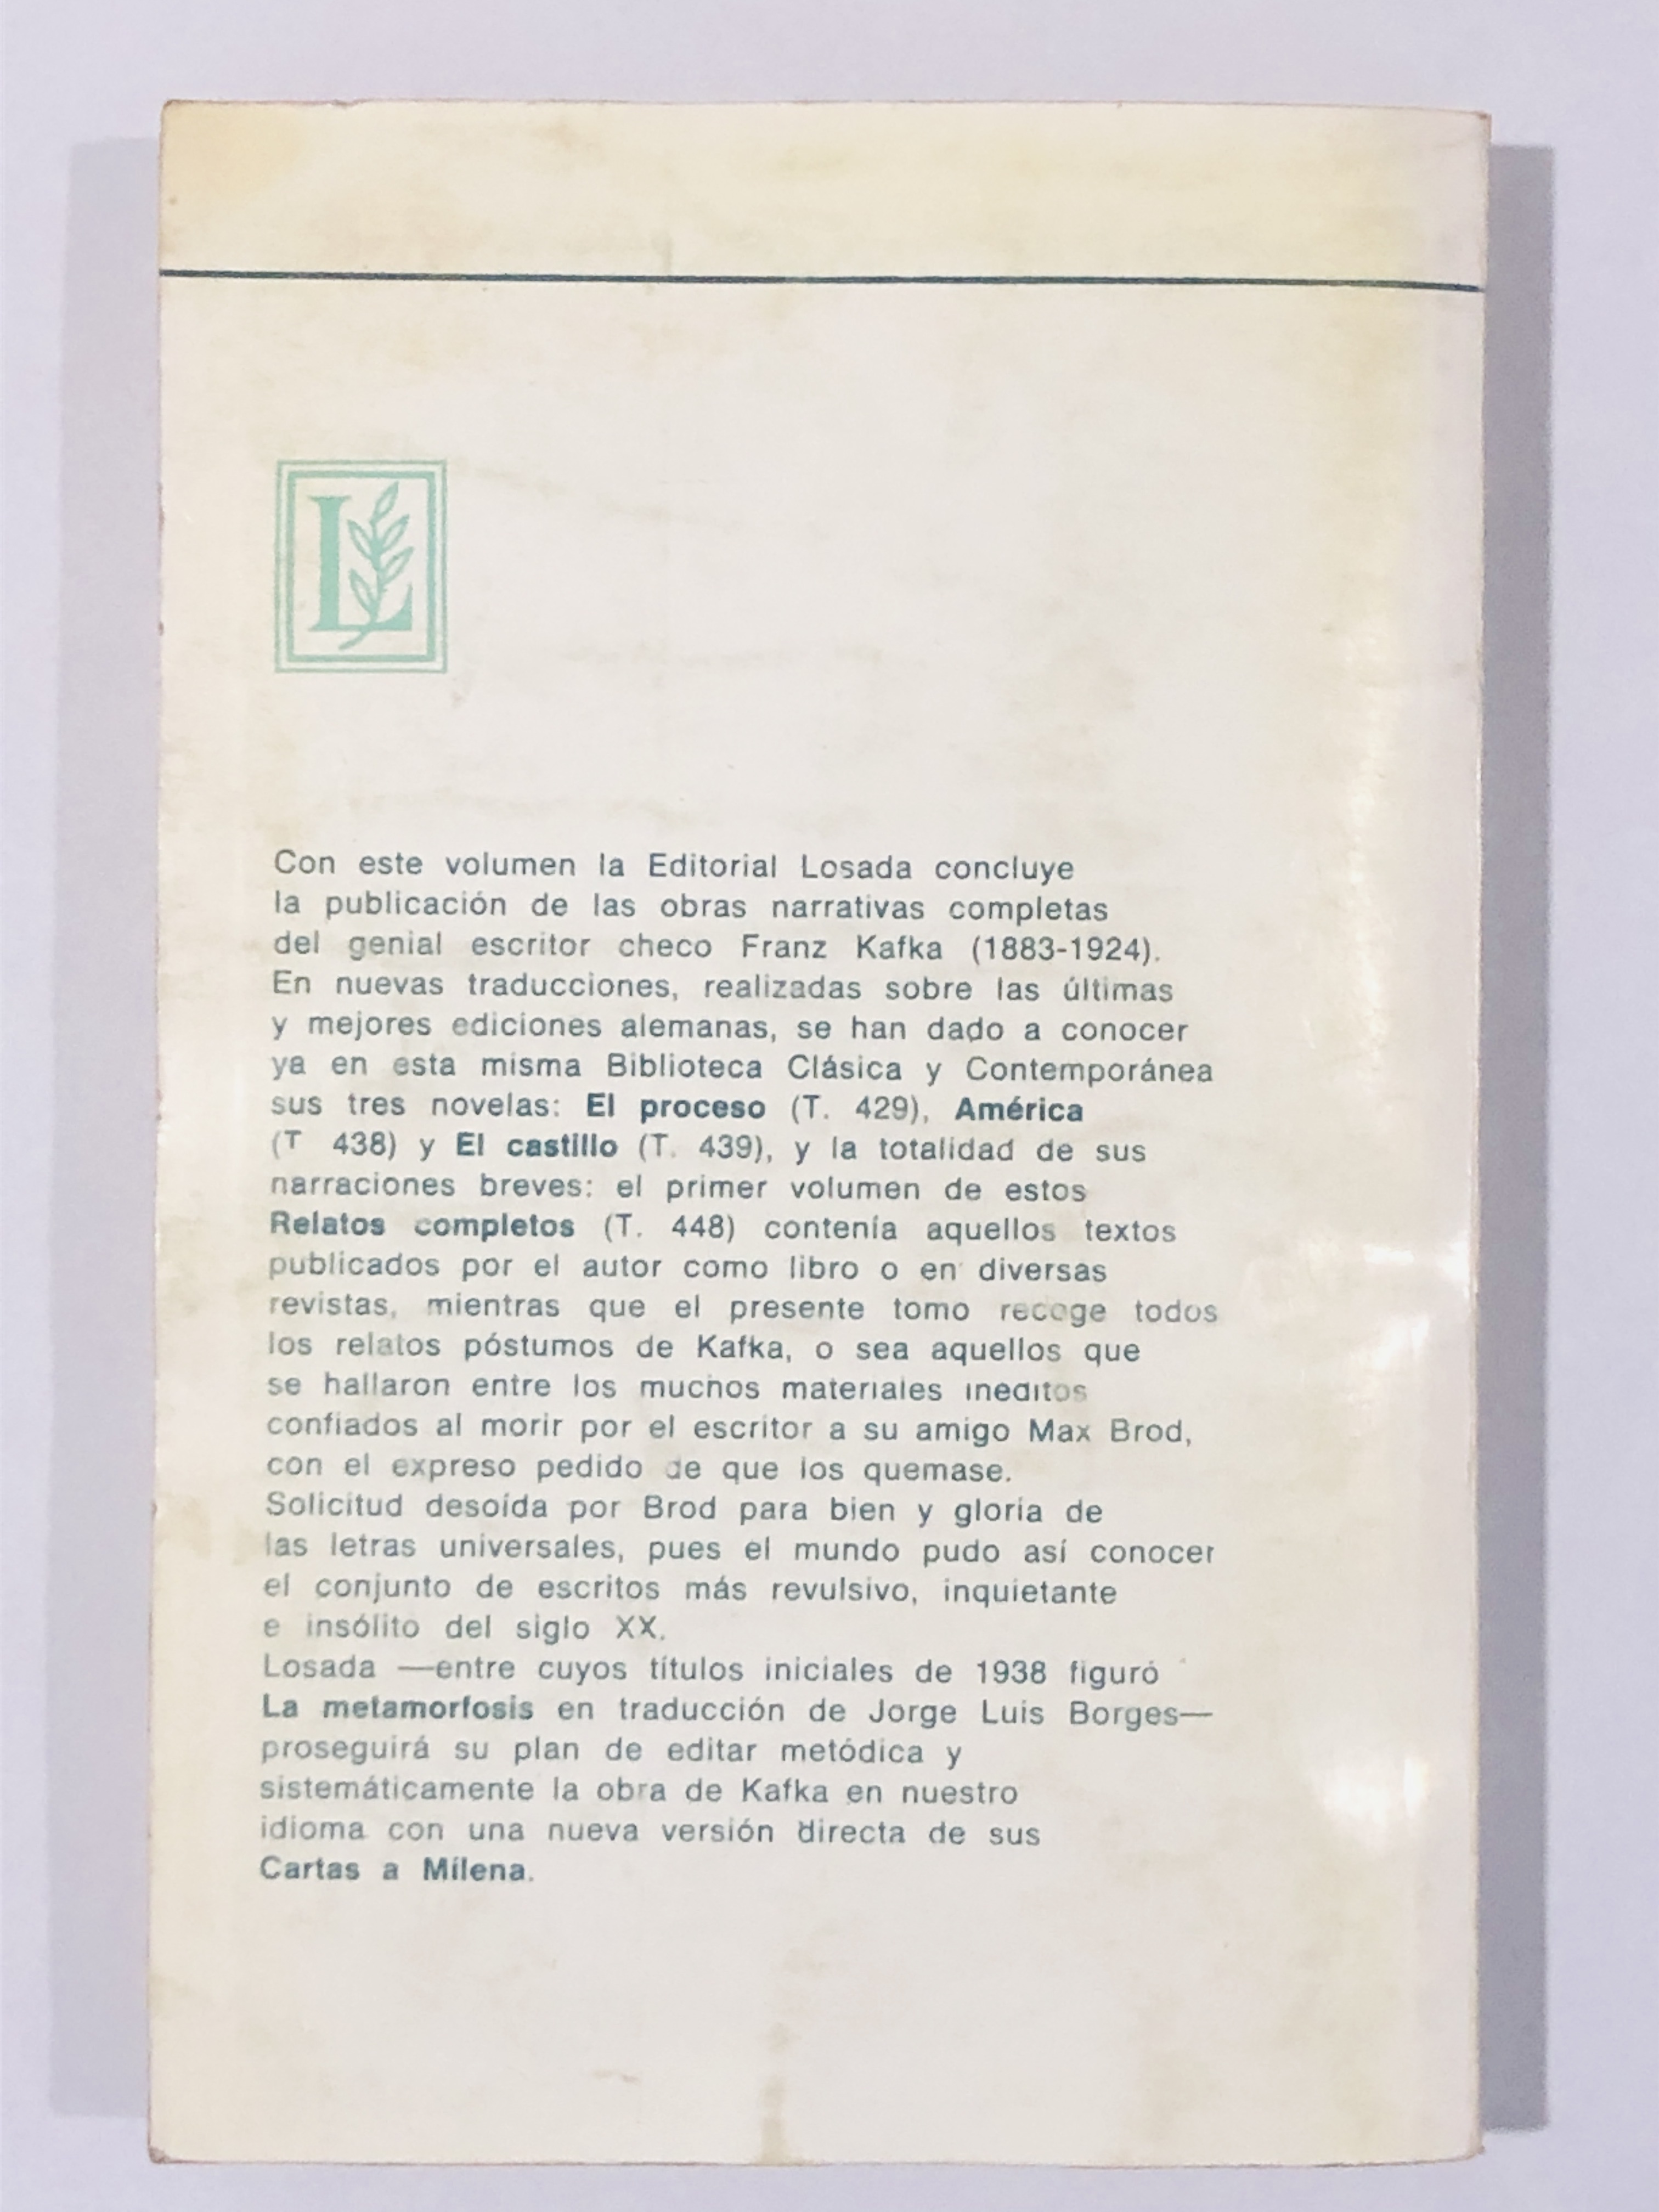 L
Con este volumen la Editorial Losada concluye
la publicación de las obras narrativas completas
del genial escritor checo Franz Kafka (1883-1924).
En nuevas traducciones, realizadas sobre las últimas
y mejores ediciones alemanas, se han dado a conocer
ya en esta misma Biblioteca Clásica y Contemporánea
sus tres novelas: El proceso (T. 429), América
(T 438) y El castillo (T. 439), y la totalidad de sus
narraciones breves: el primer volumen de estos
Relatos completos (T. 448) contenía aquellos textos
publicados por el autor como libro o en diversas
revistas, mientras que el presente tomo recoge todos
los relatos póstumos de Kafka, o sea aquellos que
se hallaron entre los muchos materiales inéditos
confiados al morir por el escritor a su amigo Max Brod,
con el expreso pedido de que los quemase.
Solicitud desoída por Brod para bien y gloria de
las letras universales, pues el mundo pudo así conocer
el conjunto de escritos más revulsivo, inquietante
e insólito del siglo XX.
Losada —entre cuyos títulos iniciales de 1938 figuró
La metamorfosis en traducción de Jorge Luis Borges—
proseguirá su plan de editar metódica y
sistemáticamente la obra de Kafka en nuestro
idioma con una nueva versión directa de sus
Cartas a Milena.